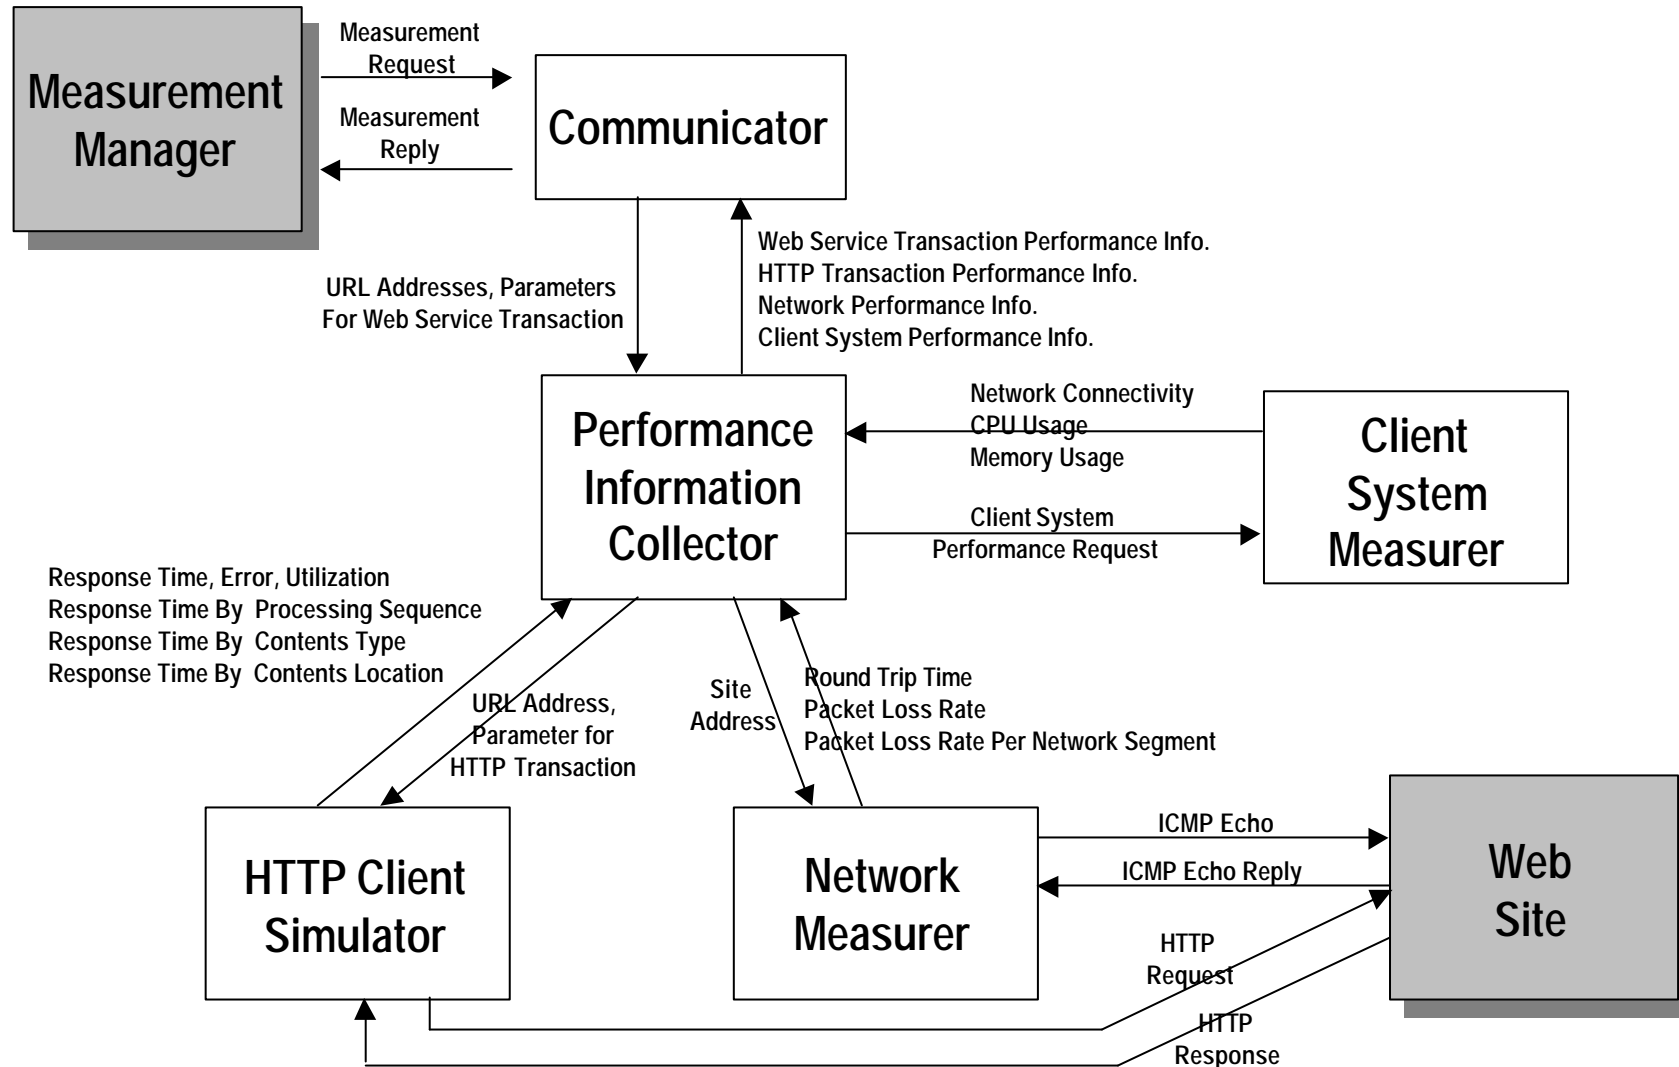 Measurement
Manager
Measurement
Request
Measurement
Reply
Communicator
URL Addresses, Parameters
For Web Service Transaction
Web Service Transaction Performance Info.
HTTP Transaction Performance Info.
Network Performance Info.
Client System Performance Info.
Performance
Information
Collector
Network Connectivity
CPU Usage
Memory Usage
Client System
Performance Request
Client
System
Measurer
Response Time, Error, Utilization
Response Time By Processing Sequence
Response Time By Contents Type
Response Time By Contents Location
URL Address,
Parameter for
HTTP Transaction
Site
Address
Round Trip Time
Packet Loss Rate
Packet Loss Rate Per Network Segment
HTTP Client
Simulator
Network
Measurer
ICMP Echo
ICMP Echo Reply
Web
Site
HTTP
Request
HTTP
Response